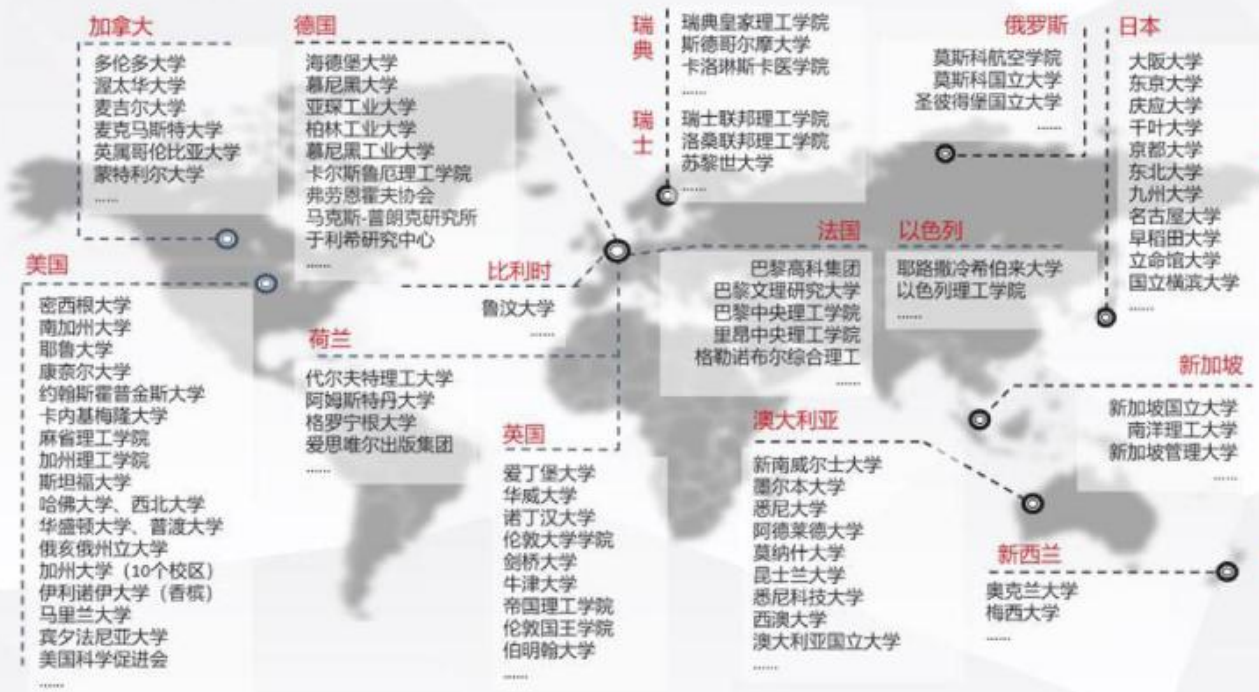 加拿大
多伦多大学
渥太华大学
麦吉尔大学
麦克马斯特大学
英属哥伦比亚大学
蒙特利尔大学
......
德国
海德堡大学
慕尼黑大学
亚琛工业大学
柏林工业大学
慕尼黑工业大学
卡尔斯鲁厄理工学院
弗劳恩霍夫协会
马克斯-普朗克研究所
于利希研究中心
......
瑞典
瑞典皇家理工学院
斯德哥尔摩大学
卡洛琳斯卡医学院
......
瑞士
瑞士联邦理工学院
洛桑联邦理工学院
苏黎世大学
......
俄罗斯
莫斯科航空学院
莫斯科国立大学
圣彼得堡国立大学
......
日本
大阪大学
东京大学
庆应大学
千叶大学
京都大学
东北大学
九州大学
名古屋大学
早稻田大学
立命馆大学
国立横滨大学
......
美国
密西根大学
南加州大学
耶鲁大学
康奈尔大学
约翰斯霍普金斯大学
卡内基梅隆大学
麻省理工学院
加州理工学院
斯坦福大学
哈佛大学、西北大学
华盛顿大学、普渡大学
俄亥俄州立大学
加州大学（10个校区）
伊利诺伊大学（香槟）
马里兰大学
宾夕法尼亚大学
美国科学促进会
......
比利时
鲁汶大学
......
荷兰
代尔夫特理工大学
阿姆斯特丹大学
格罗宁根大学
爱思唯尔出版集团
......
英国
爱丁堡大学
华威大学
诺丁汉大学
伦敦大学学院
剑桥大学
牛津大学
帝国理工学院
伦敦国王学院
伯明翰大学
......
法国
巴黎高科集团
巴黎文理研究大学
巴黎中央理工学院
里昂中央理工学院
格勒诺布尔综合理工
......
以色列
耶路撒冷希伯来大学
以色列理工学院
......
澳大利亚
新南威尔士大学
墨尔本大学
悉尼大学
阿德莱德大学
莫纳什大学
昆士兰大学
悉尼科技大学
西澳大学
澳大利亚国立大学
......
新加坡
新加坡国立大学
南洋理工大学
新加坡管理大学
......
新西兰
奥克兰大学
梅西大学
......